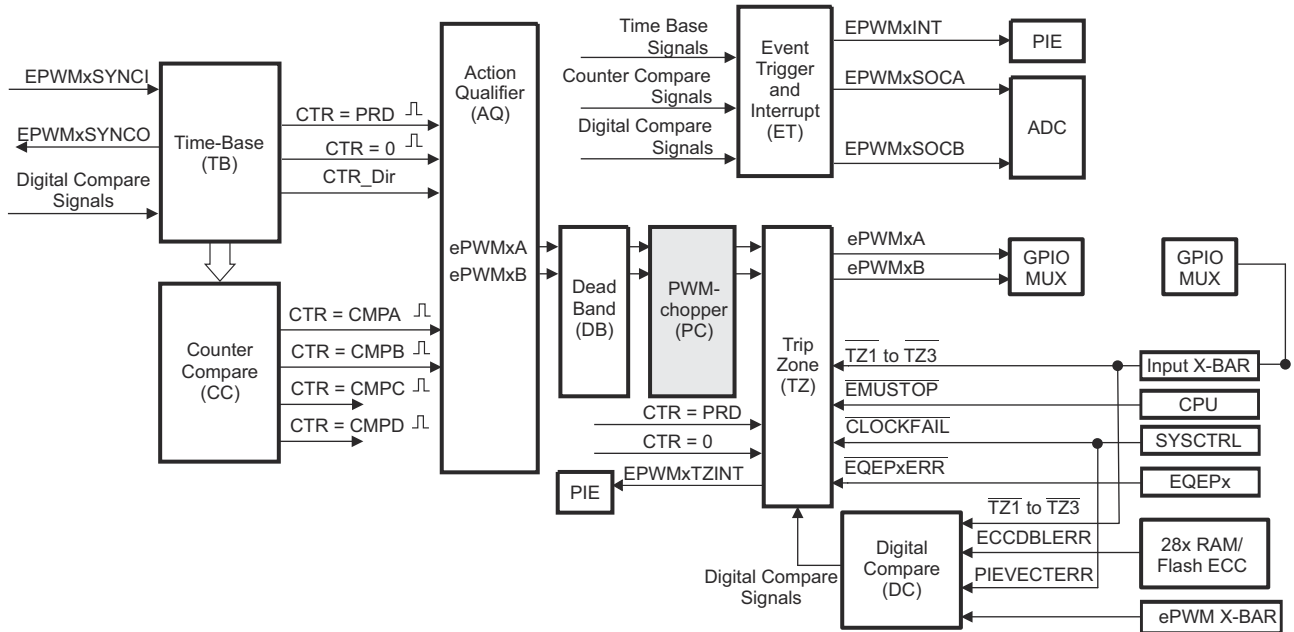 EPWMxSYNCI
EPWMxSYNCO
Digital Compare
Signals
Time-Base
(TB)
CTR = PRD
CTR = 0
CTR_Dir
Counter
Compare
(CC)
CTR = CMPA
CTR = CMPB
CTR = CMPC
CTR = CMPD
Action
Qualifier
(AQ)
ePWMxA
ePWMxB
Time Base
Signals
Counter Compare
Signals
Digital Compare
Signals
Event
Trigger
and
Interrupt
(ET)
EPWMxINT
EPWMxSOCA
EPWMxSOCB
PIE
ADC
Dead
Band
(DB)
PWM-
chopper
(PC)
Trip
Zone
(TZ)
CTR = PRD
CTR = 0
EPWMxTZINT
PIE
ePWMxA
ePWMxB
GPIO
MUX
GPIO
MUX
TZ1 to TZ3
EMUSTOP
CLOCKFAIL
EQEPxERR
Input X-BAR
CPU
SYSCTRL
EQEPx
Digital Compare
Signals
Digital
Compare
(DC)
TZ1 to TZ3
ECCDBLERR
PIEVECTERR
28x RAM/
Flash ECC
ePWM X-BAR